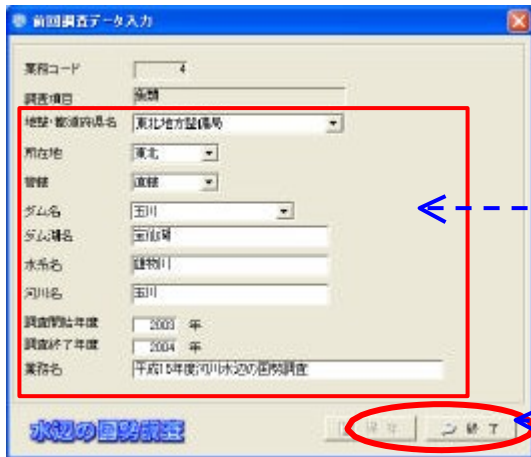 前回調査データ入力
業務コード 4
調査項目 魚類
地整・都道府県名 東北地方整備局
所在地 東北
管轄 直轄
ダム名 玉川
ダム湖名 宝仙湖
水系名 雄物川
河川名 玉川
調査開始年度 2003 年
調査終了年度 2004 年
業務名 平成15年度河川水辺の国勢調査
水辺の国勢調査 保存 終了